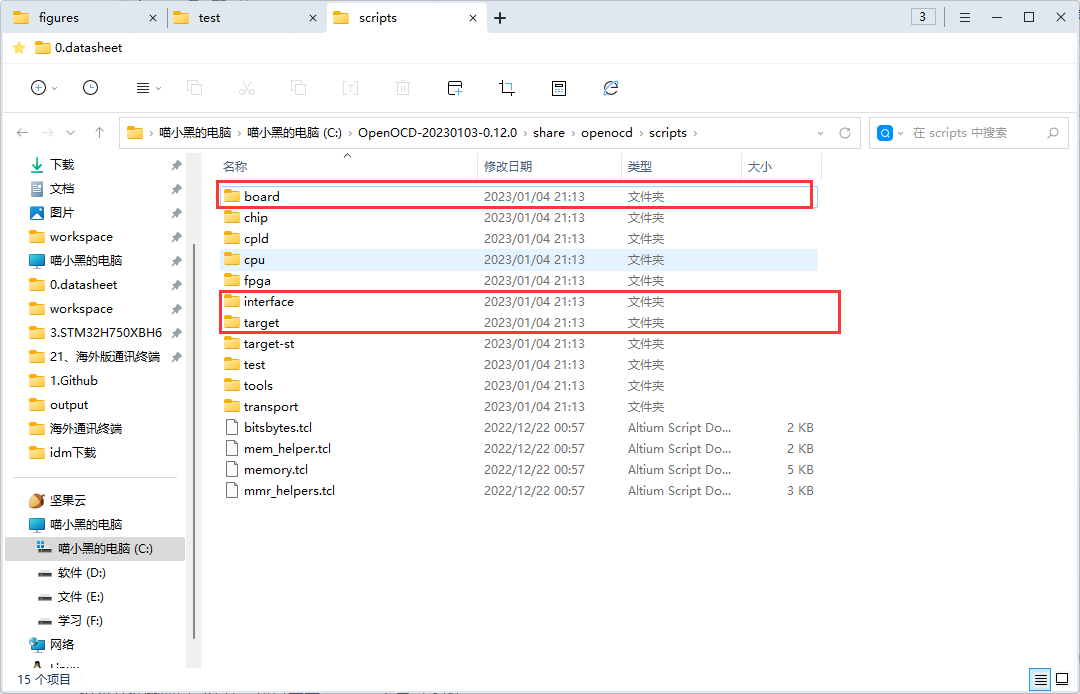 figures
test
scripts
3
0.datasheet
喵小黑的电脑 › 喵小黑的电脑 (C:) › OpenOCD-20230103-0.12.0 › share › openocd › scripts ›
在 scripts 中搜索
下载
文档
图片
workspace
喵小黑的电脑
0.datasheet
workspace
3.STM32H750XBH6
21、海外版通讯终端
1.Github
output
海外通讯终端
idm下载
坚果云
喵小黑的电脑
喵小黑的电脑 (C:)
软件 (D:)
文件 (E:)
学习 (F:)
网络
Linux
名称 修改日期 类型 大小
board 2023/01/04 21:13 文件夹
chip 2023/01/04 21:13 文件夹
cpld 2023/01/04 21:13 文件夹
cpu 2023/01/04 21:13 文件夹
fpga 2023/01/04 21:13 文件夹
interface 2023/01/04 21:13 文件夹
target 2023/01/04 21:13 文件夹
target-st 2023/01/04 21:13 文件夹
test 2023/01/04 21:13 文件夹
tools 2023/01/04 21:13 文件夹
transport 2023/01/04 21:13 文件夹
bitsbytes.tcl 2022/12/22 00:57 Altium Script Do... 2 KB
mem_helper.tcl 2022/12/22 00:57 Altium Script Do... 2 KB
memory.tcl 2022/12/22 00:57 Altium Script Do... 5 KB
mmr_helpers.tcl 2022/12/22 00:57 Altium Script Do... 3 KB
15 个项目